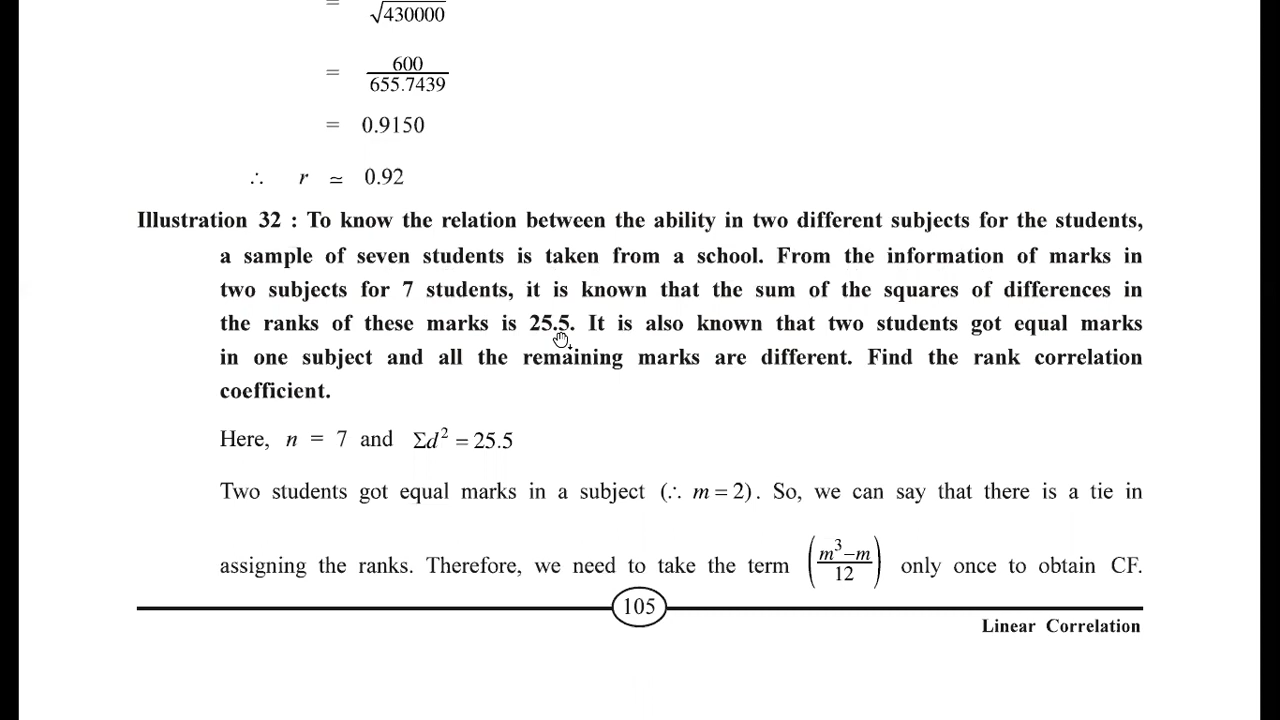 = √430000
= 600/655.7439
= 0.9150
∴ r ≃ 0.92
Illustration 32 : To know the relation between the ability in two different subjects for the students,
a sample of seven students is taken from a school. From the information of marks in
two subjects for 7 students, it is known that the sum of the squares of differences in
the ranks of these marks is 25.5. It is also known that two students got equal marks
in one subject and all the remaining marks are different. Find the rank correlation
coefficient.
Here, n = 7 and Σd² = 25.5
Two students got equal marks in a subject (∴ m = 2). So, we can say that there is a tie in
assigning the ranks. Therefore, we need to take the term (m³–m/12) only once to obtain CF.
105
Linear Correlation